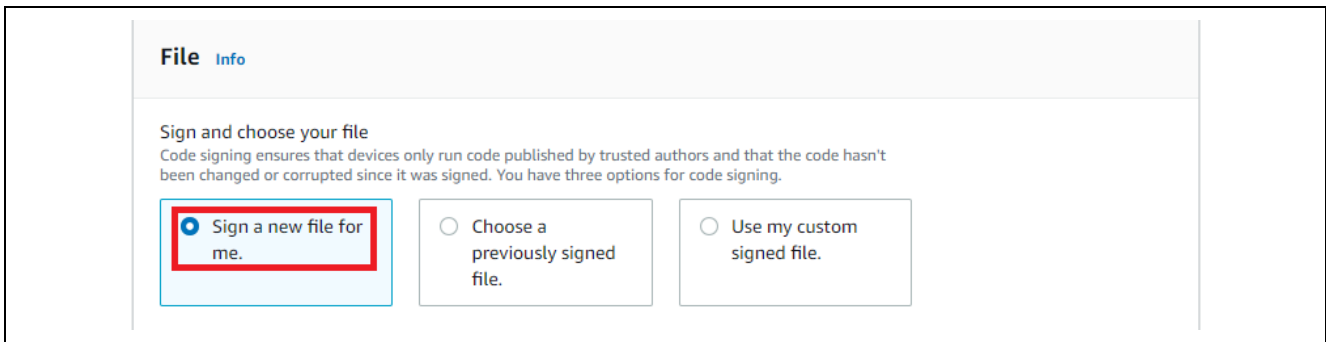 File Info
Sign and choose your file
Code signing ensures that devices only run code published by trusted authors and that the code hasn't
been changed or corrupted since it was signed. You have three options for code signing.
Sign a new file for
me.
Choose a
previously signed
file.
Use my custom
signed file.